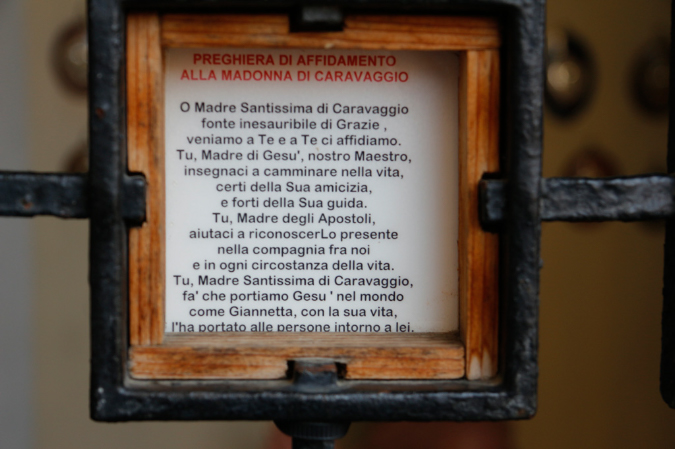 PREGHIERA DI AFFIDAMENTO
ALLA MADONNA DI CARAVAGGIO
O Madre Santissima di Caravaggio
fonte inesauribile di Grazie ,
veniamo a Te e a Te ci affidiamo.
Tu, Madre di Gesu', nostro Maestro,
insegnaci a camminare nella vita,
certi della Sua amicizia,
e forti della Sua guida.
Tu, Madre degli Apostoli,
aiutaci a riconoscerLo presente
nella compagnia fra noi
e in ogni circostanza della vita.
Tu, Madre Santissima di Caravaggio,
fa' che portiamo Gesu ' nel mondo
come Giannetta, con la sua vita,
l'ha portato alle persone intorno a lei.